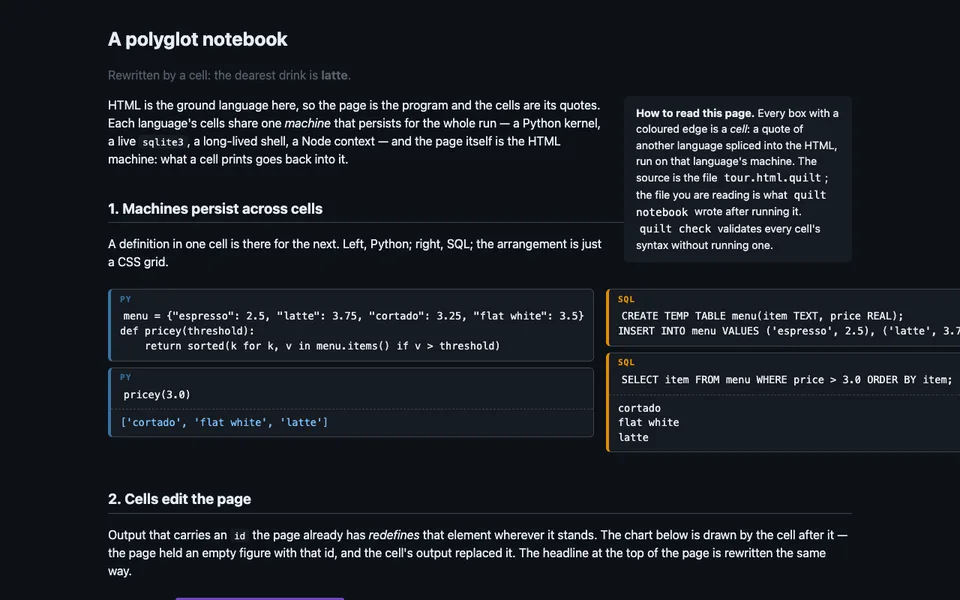 A polyglot notebook
Rewritten by a cell: the dearest drink is latte.
HTML is the ground language here, so the page is the program and the cells are its quotes.
Each language's cells share one machine that persists for the whole run — a Python kernel,
a live sqlite3, a long-lived shell, a Node context — and the page itself is the HTML
machine: what a cell prints goes back into it.
How to read this page. Every box with a
coloured edge is a cell: a quote of
another language spliced into the HTML,
run on that language's machine. The
source is the file tour.html.quilt;
the file you are reading is what quilt
notebook wrote after running it.
quilt check validates every cell's
syntax without running one.
1. Machines persist across cells
A definition in one cell is there for the next. Left, Python; right, SQL; the arrangement is just
a CSS grid.
PY
menu = {"espresso": 2.5, "latte": 3.75, "cortado": 3.25, "flat white": 3.5}
def pricey(threshold):
    return sorted(k for k, v in menu.items() if v > threshold)
PY
pricey(3.0)
['cortado', 'flat white', 'latte']
SQL
CREATE TEMP TABLE menu(item TEXT, price REAL);
INSERT INTO menu VALUES ('espresso', 2.5), ('latte', 3.7
SQL
SELECT item FROM menu WHERE price > 3.0 ORDER BY item;
cortado
flat white
latte
2. Cells edit the page
Output that carries an id the page already has redefines that element wherever it stands. The chart below is drawn by the cell after it —
the page held an empty figure with that id, and the cell's output replaced it. The headline at the top of the page is rewritten the same
way.